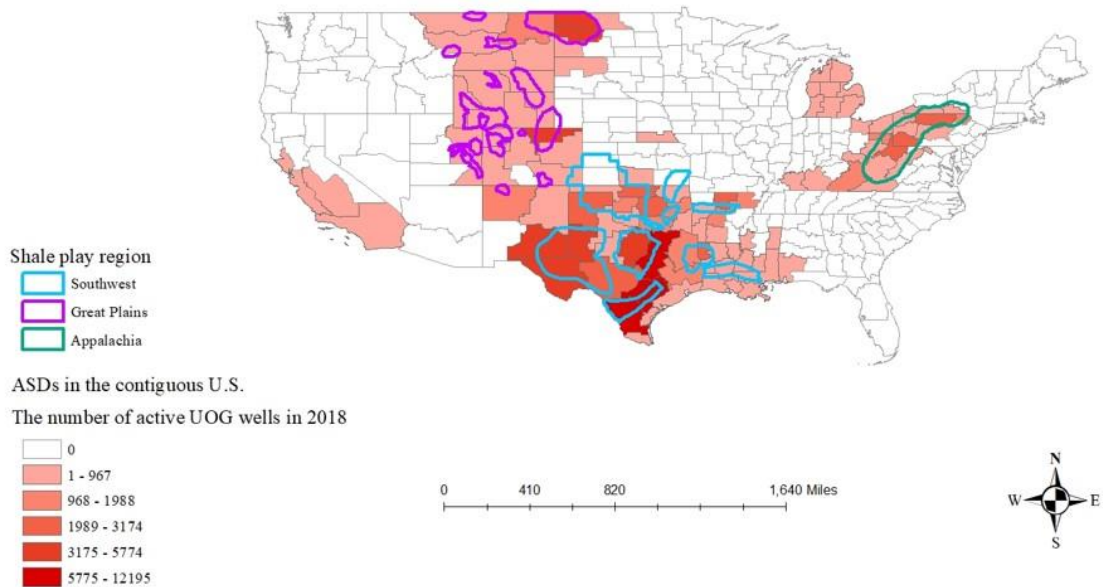 Shale play region
Southwest
Great Plains
Appalachia
ASDs in the contiguous U.S.
The number of active UOG wells in 2018
0
1 - 967
968 - 1988
1989 - 3174
3175 - 5774
5775 - 12195
0 410 820 1,640 Miles
N
W E
S